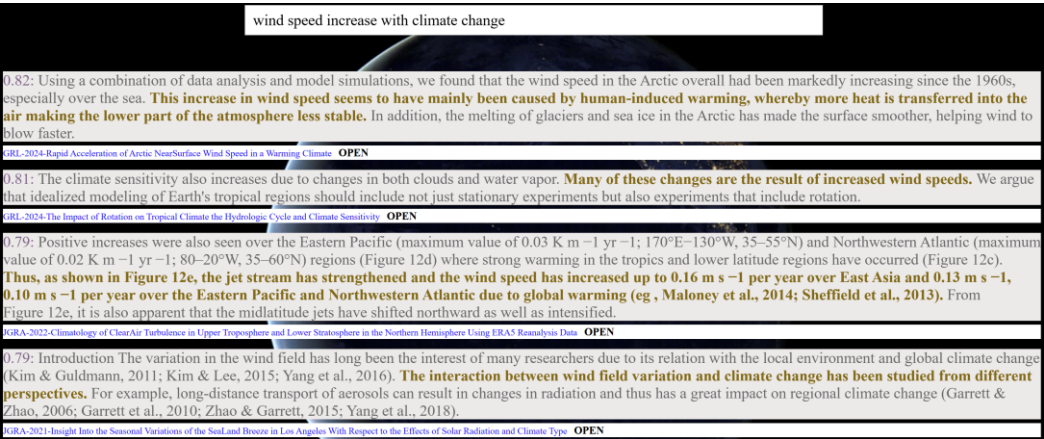 wind speed increase with climate change
0.82: Using a combination of data analysis and model simulations, we found that the wind speed in the Arctic overall had been markedly increasing since the 1960s,
especially over the sea. This increase in wind speed seems to have mainly been caused by human-induced warming, whereby more heat is transferred into the
air making the lower part of the atmosphere less stable. In addition, the melting of glaciers and sea ice in the Arctic has made the surface smoother, helping wind to
blow faster.
GRL-2024-Rapid Acceleration of Arctic NearSurface Wind Speed in a Warming Climate OPEN
0.81: The climate sensitivity also increases due to changes in both clouds and water vapor. Many of these changes are the result of increased wind speeds. We argue
that idealized modeling of Earth's tropical regions should include not just stationary experiments but also experiments that include rotation.
GRL-2024-The Impact of Rotation on Tropical Climate the Hydrologic Cycle and Climate Sensitivity OPEN
0.79: Positive increases were also seen over the Eastern Pacific (maximum value of 0.03 K m −1 yr −1; 170°E−130°W, 35–55°N) and Northwestern Atlantic (maximum
value of 0.02 K m −1 yr −1; 80–20°W, 35–60°N) regions (Figure 12d) where strong warming in the tropics and lower latitude regions have occurred (Figure 12c).
Thus, as shown in Figure 12e, the jet stream has strengthened and the wind speed has increased up to 0.16 m s −1 per year over East Asia and 0.13 m s −1,
0.10 m s −1 per year over the Eastern Pacific and Northwestern Atlantic due to global warming (eg , Maloney et al., 2014; Sheffield et al., 2013). From
Figure 12e, it is also apparent that the midlatitude jets have shifted northward as well as intensified.
JGRA-2022-Climatology of ClearAir Turbulence in Upper Troposphere and Lower Stratosphere in the Northern Hemisphere Using ERA5 Reanalysis Data OPEN
0.79: Introduction The variation in the wind field has long been the interest of many researchers due to its relation with the local environment and global climate change
(Kim & Guldmann, 2011; Kim & Lee, 2015; Yang et al., 2016). The interaction between wind field variation and climate change has been studied from different
perspectives. For example, long-distance transport of aerosols can result in changes in radiation and thus has a great impact on regional climate change (Garrett &
Zhao, 2006; Garrett et al., 2010; Zhao & Garrett, 2015; Yang et al., 2018).
JGRA-2021-Insight Into the Seasonal Variations of the SeaLand Breeze in Los Angeles With Respect to the Effects of Solar Radiation and Climate Type OPEN